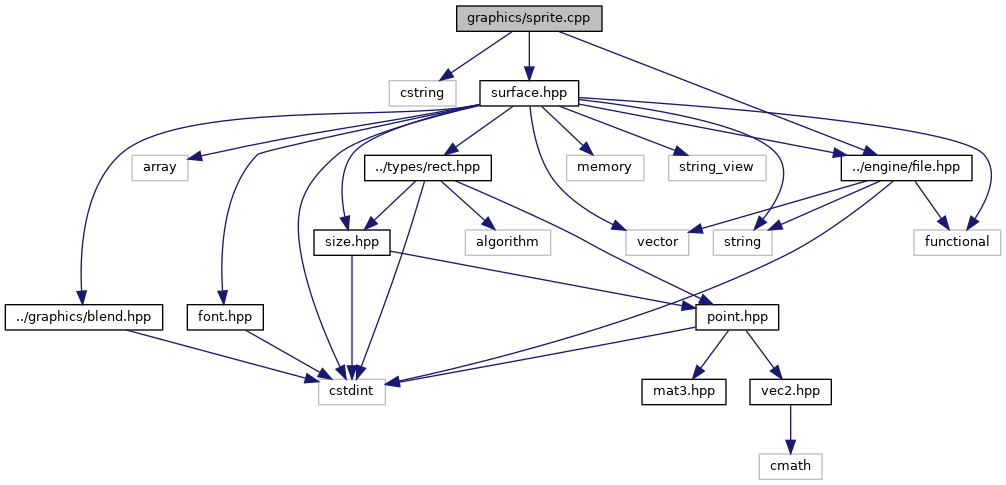 graphics/sprite.cpp
cstring
surface.hpp
array
../types/rect.hpp
memory
string_view
../engine/file.hpp
size.hpp
algorithm
vector
string
functional
../graphics/blend.hpp
font.hpp
point.hpp
cstdint
mat3.hpp
vec2.hpp
cmath